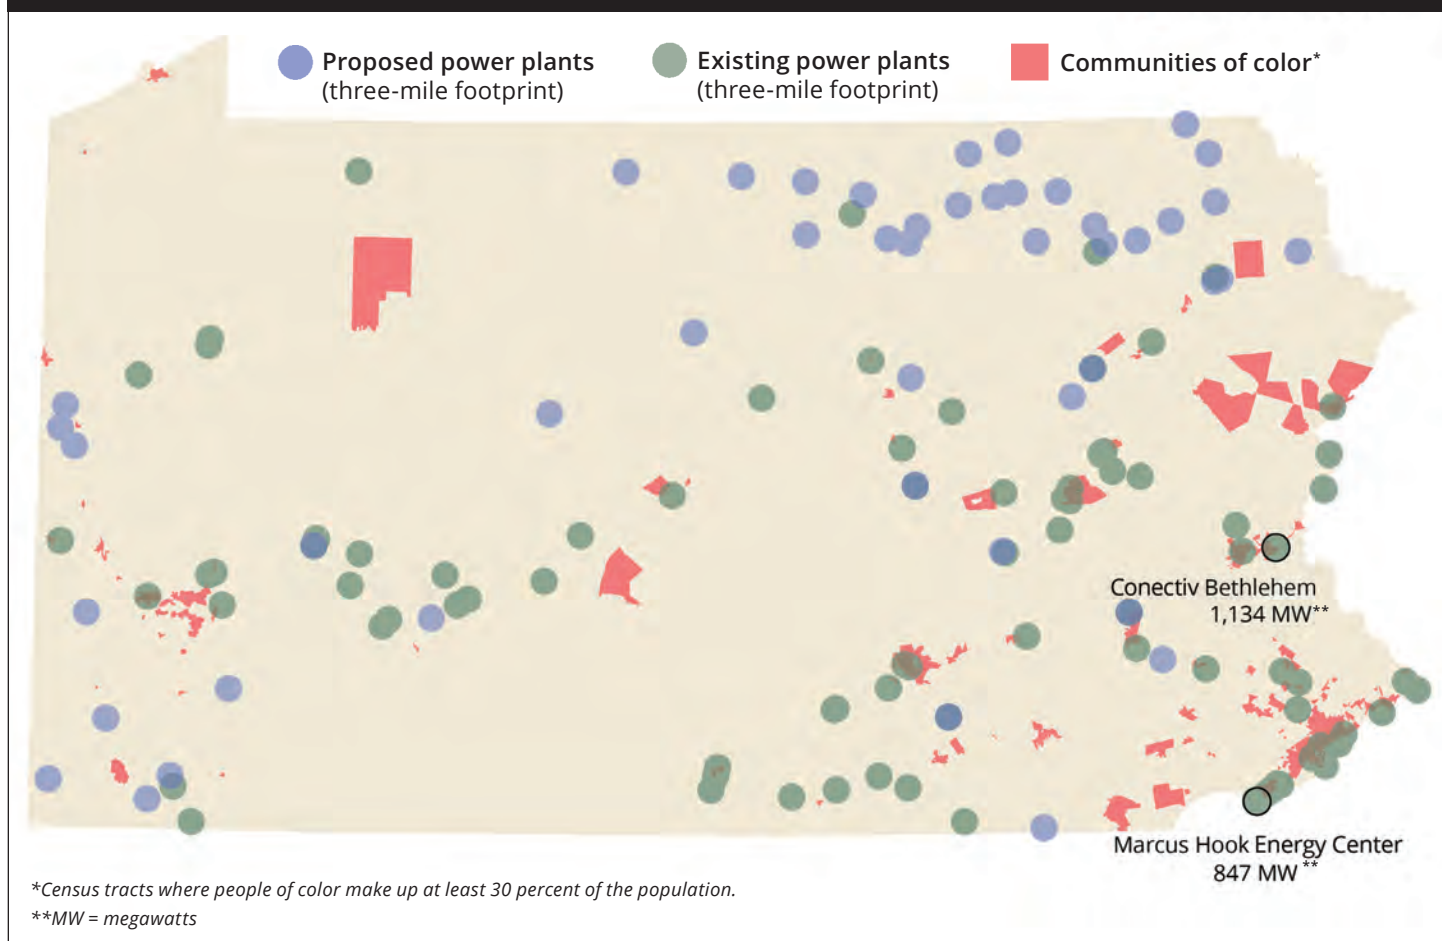 Proposed power plants
(three-mile footprint)
Existing power plants
(three-mile footprint)
Communities of color*
Conectiv Bethlehem
1,134 MW**
Marcus Hook Energy Center
847 MW **
*Census tracts where people of color make up at least 30 percent of the population.
**MW = megawatts